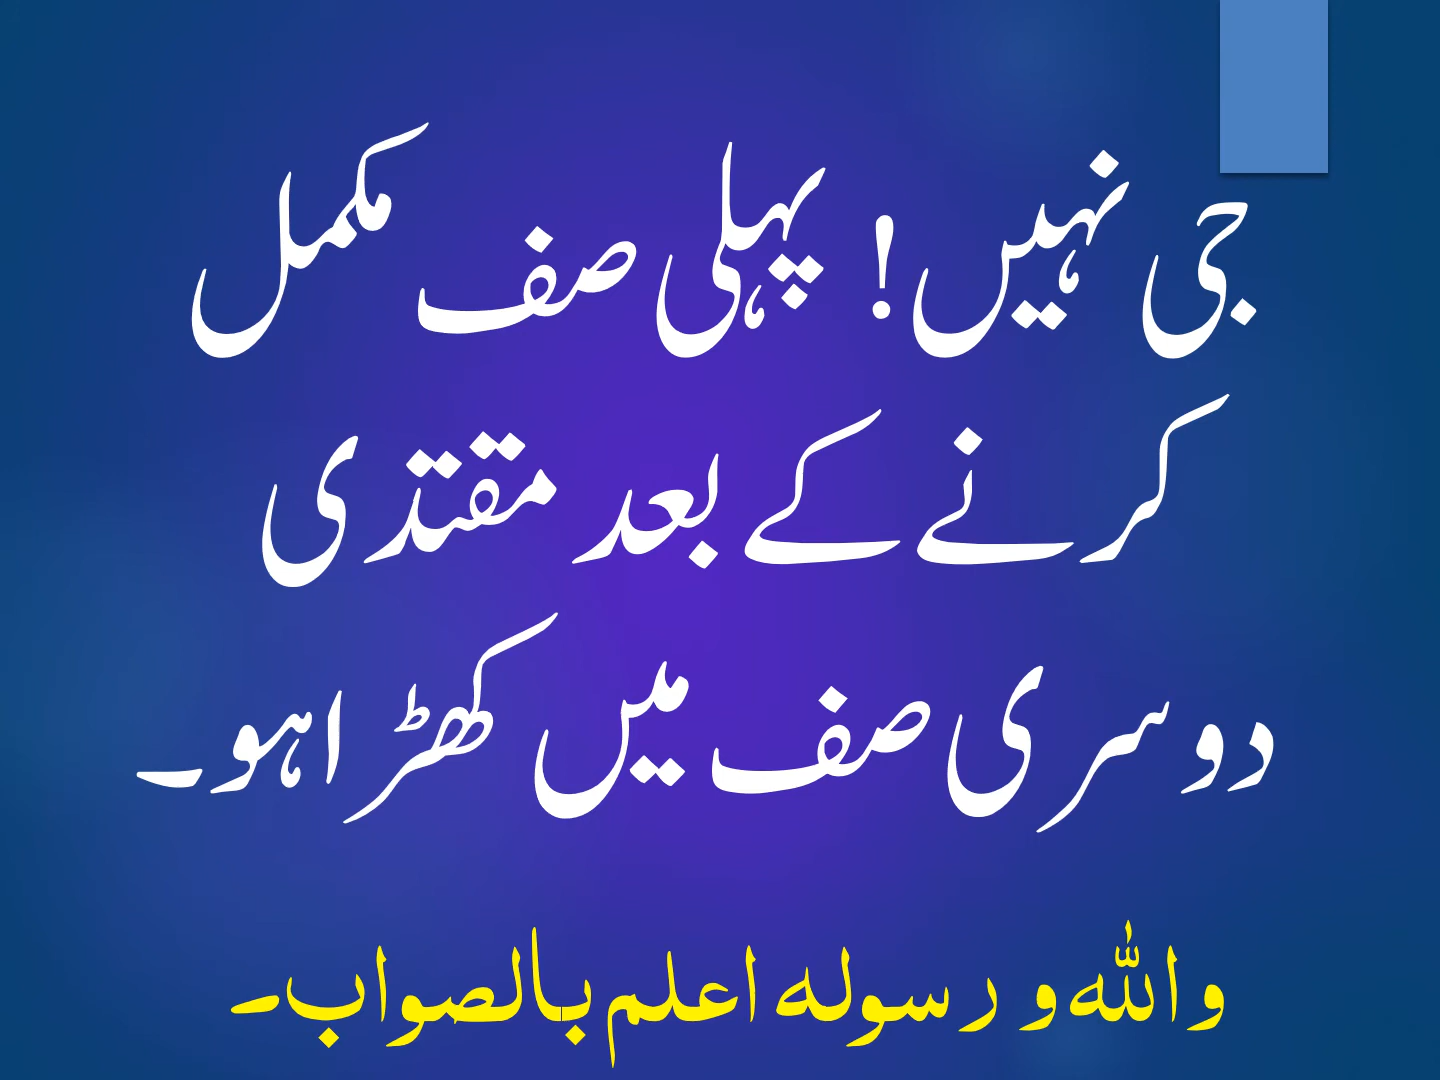 جی نہیں! پہلی صف مکمل
کرنے کے بعد مقتدی
دوسری صف میں کھڑا ہو۔
واللہ و رسولہ اعلم بالصواب۔